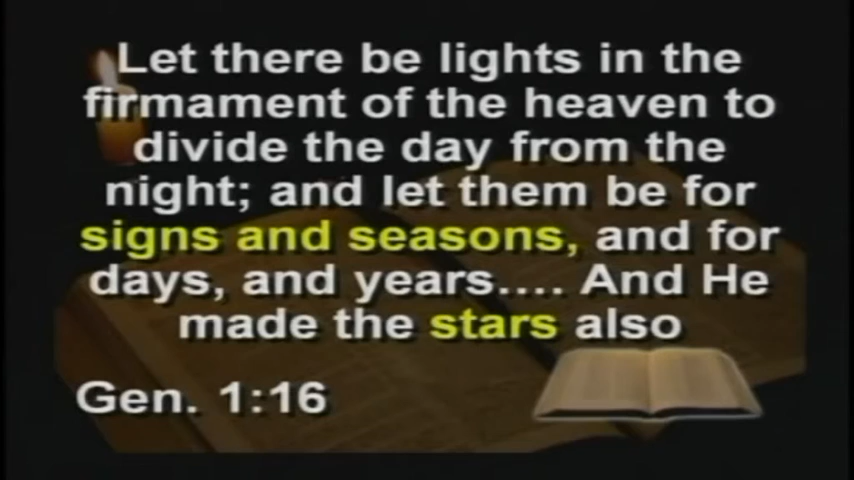 Let there be lights in the
firmament of the heaven to
divide the day from the
night; and let them be for
signs and seasons, and for
days, and years.... And He
made the stars also
Gen. 1:16